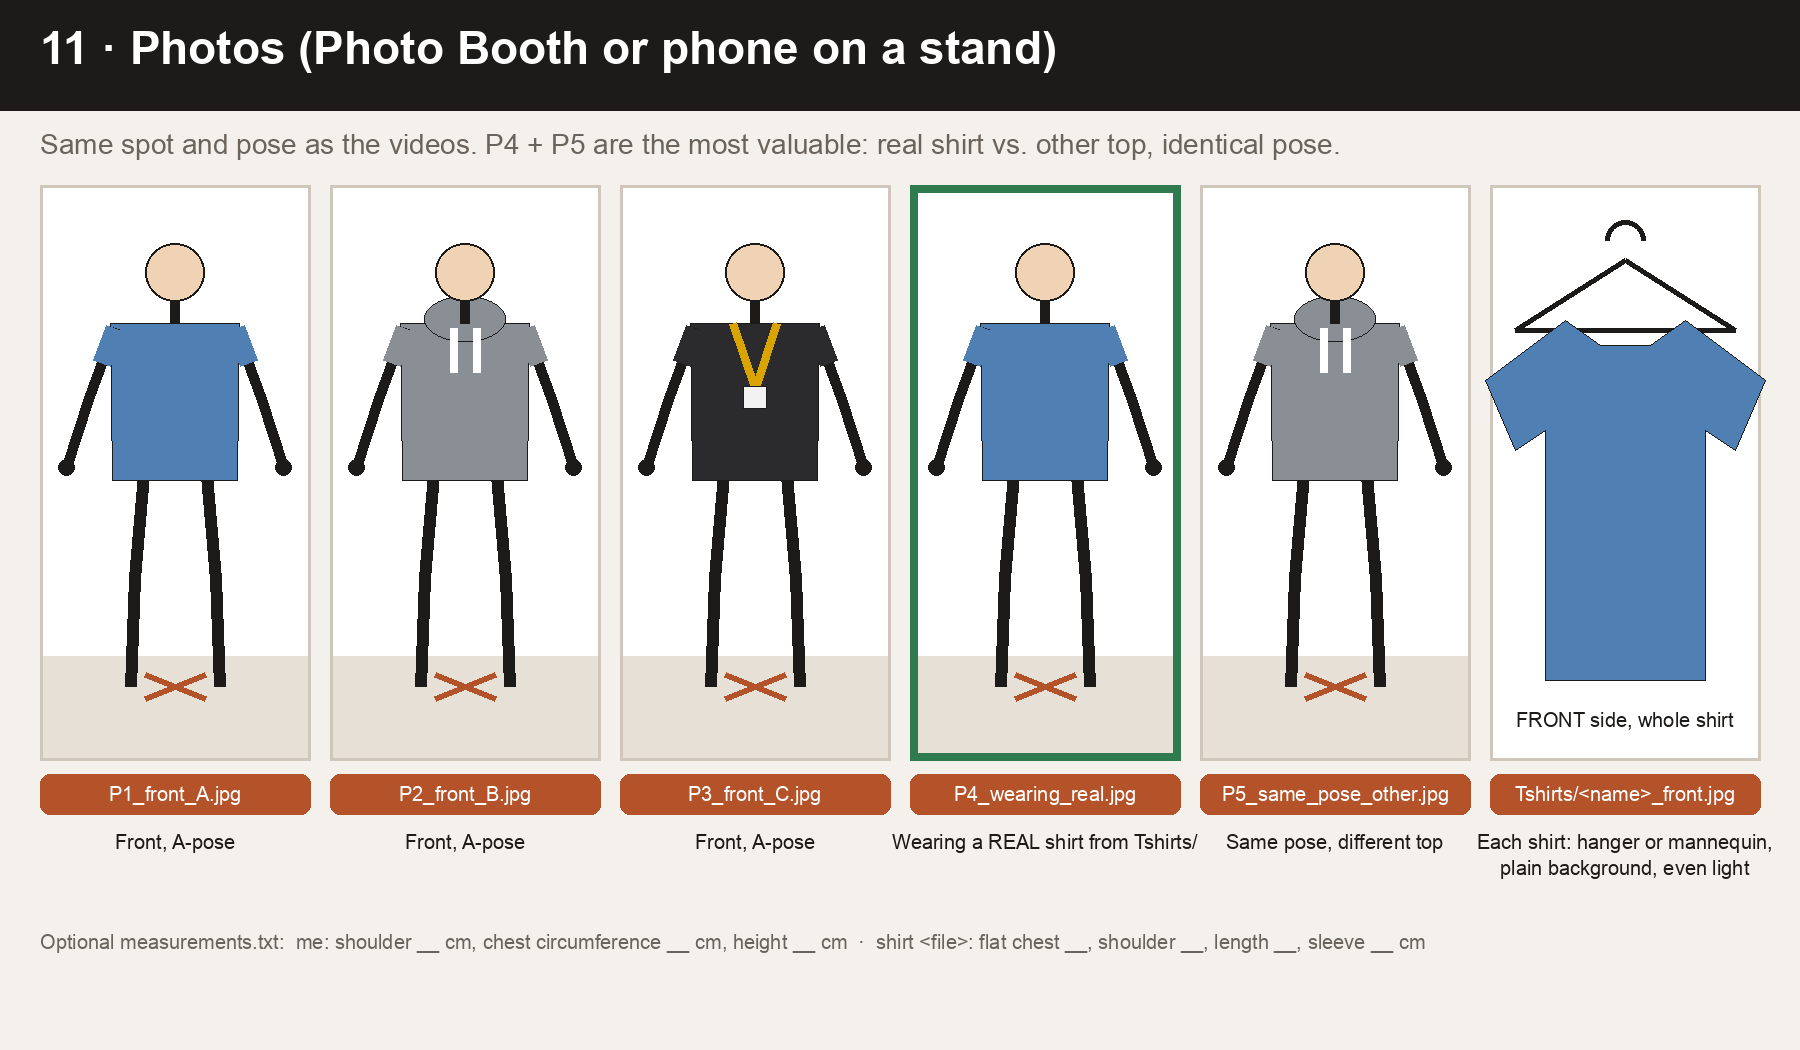 11 · Photos (Photo Booth or phone on a stand)
Same spot and pose as the videos. P4 + P5 are the most valuable: real shirt vs. other top, identical pose.
FRONT side, whole shirt
P1_front_A.jpg
P2_front_B.jpg
P3_front_C.jpg
P4_wearing_real.jpg
P5_same_pose_other.jpg
Tshirts/<name>_front.jpg
Front, A-pose
Front, A-pose
Front, A-pose
Wearing a REAL shirt from Tshirts/
Same pose, different top
Each shirt: hanger or mannequin,
plain background, even light
Optional measurements.txt:  me: shoulder __ cm, chest circumference __ cm, height __ cm  ·  shirt <file>: flat chest __, shoulder __, length __, sleeve __ cm